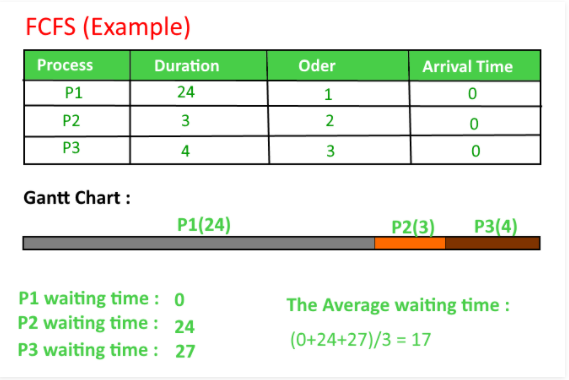 FCFS (Example)
Process Duration Oder Arrival Time
P1 24 1 0
P2 3 2 0
P3 4 3 0
Gantt Chart :
P1(24) P2(3) P3(4)
P1 waiting time : 0
P2 waiting time : 24
P3 waiting time : 27
The Average waiting time :
(0+24+27)/3 = 17